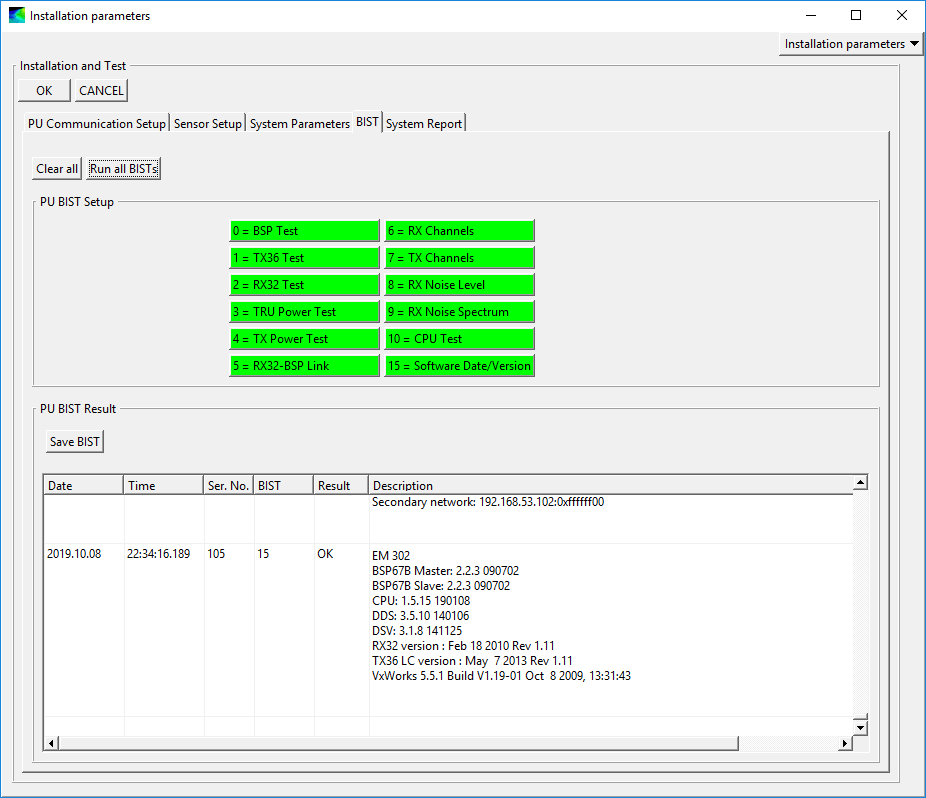 Installation parameters
Installation parameters
Installation and Test
OK CANCEL
PU Communication Setup Sensor Setup System Parameters BIST System Report
Clear all Run all BISTs
PU BIST Setup
0 = BSP Test 6 = RX Channels
1 = TX36 Test 7 = TX Channels
2 = RX32 Test 8 = RX Noise Level
3 = TRU Power Test 9 = RX Noise Spectrum
4 = TX Power Test 10 = CPU Test
5 = RX32-BSP Link 15 = Software Date/Version
PU BIST Result
Save BIST
Date Time Ser. No. BIST Result Description
Secondary network: 192.168.53.102:0xffffff00
2019.10.08 22:34:16.189 105 15 OK EM 302
BSP67B Master: 2.2.3 090702
BSP67B Slave: 2.2.3 090702
CPU: 1.5.15 190108
DDS: 3.5.10 140106
DSV: 3.1.8 141125
RX32 version : Feb 18 2010 Rev 1.11
TX36 LC version : May  7 2013 Rev 1.11
VxWorks 5.5.1 Build V1.19-01 Oct  8 2009, 13:31:43